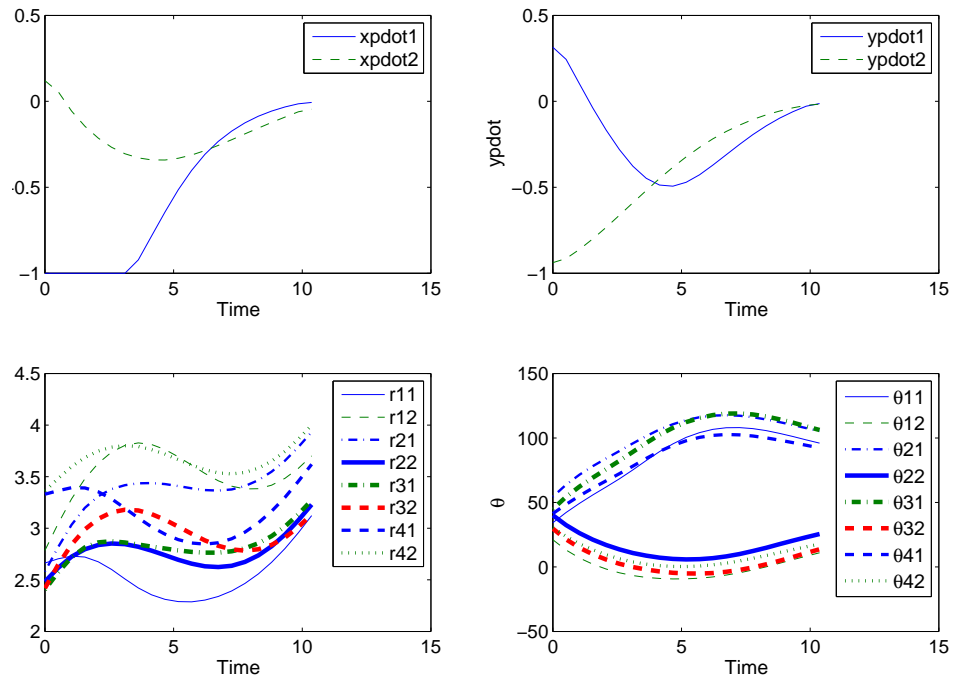 0.5
0
-0.5
−1
0 5 10 15
Time
xpdot1
xpdot2
0.5
0
−0.5
−1
0 5 10 15
Time
ypdot
ypdot1
ypdot2
4.5
4
3.5
3
2.5
2
0 5 10 15
Time
r11
r12
r21
r22
r31
r32
r41
r42
150
100
50
0
−50
0 5 10 15
Time
θ
θ11
θ12
θ21
θ22
θ31
θ32
θ41
θ42